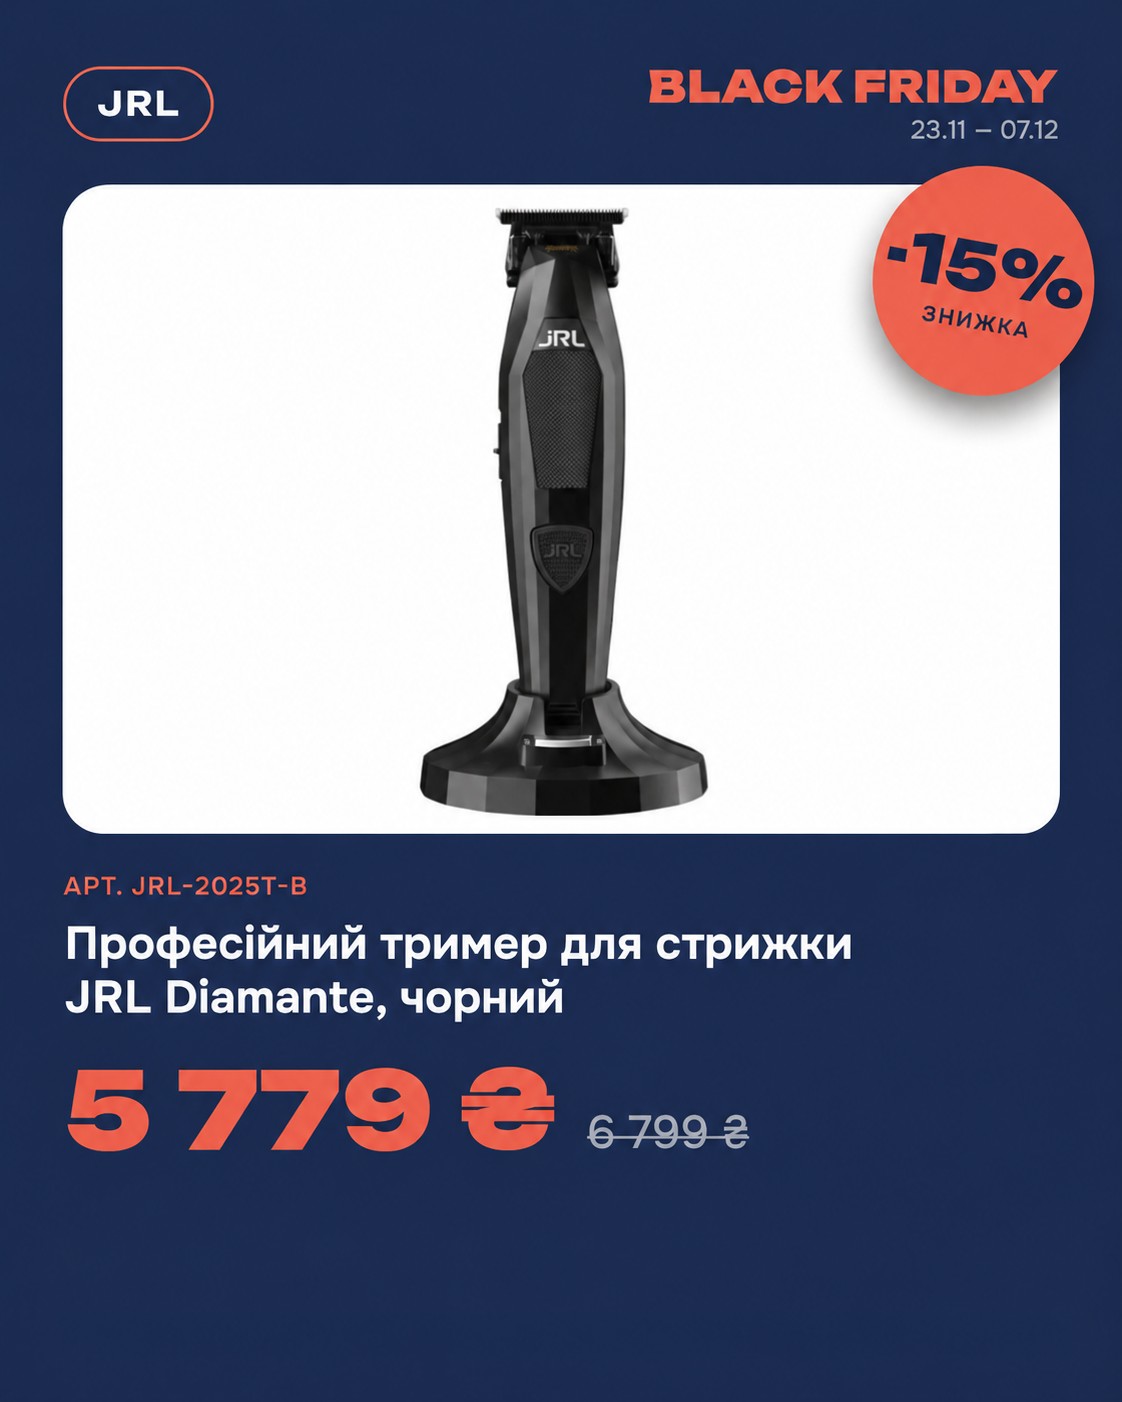 JRL
BLACK FRIDAY
23.11 – 07.12
-15%
ЗНИЖКА
JRL
JRL
АРТ. JRL-2025T-B
Професійний тример для стрижки
JRL Diamante, чорний
5 779 ₴
6 799 ₴